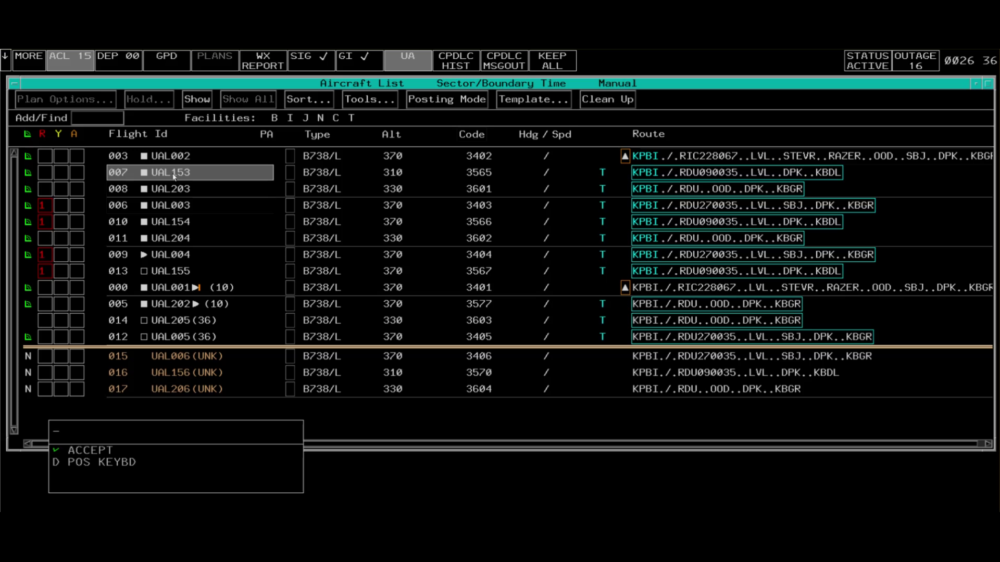 ↓ MORE ACL 15 DEP 00 GPD PLANS WX REPORT SIG ✓ GI ✓ UA CPDLC HIST CPDLC MSGOUT KEEP ALL STATUS ACTIVE OUTAGE 16 0026 36
Aircraft List Sector/Boundary Time Manual
Plan Options... Hold... Show Show All Sort... Tools... Posting Mode Template... Clean Up
Add/Find Facilities: B I J N C T
R Y A Flight Id PA Type Alt Code Hdg / Spd Route
003 ■ UAL002 B738/L 370 3402 / ▲ KPBI./.RIC228067..LVL..STEVR..RAZER..OOD..SBJ..DPK..KBGR
007 ■ UAL153 B738/L 310 3565 / T KPBI./.RDU090035..LVL..DPK..KBDL
008 ■ UAL203 B738/L 330 3601 / T KPBI./.RDU..OOD..DPK..KBGR
1 006 ■ UAL003 B738/L 370 3403 / T KPBI./.RDU270035..LVL..SBJ..DPK..KBGR
1 010 ■ UAL154 B738/L 370 3566 / T KPBI./.RDU090035..LVL..DPK..KBDL
011 ■ UAL204 B738/L 330 3602 / T KPBI./.RDU..OOD..DPK..KBGR
1 009 ▶ UAL004 B738/L 370 3404 / T KPBI./.RDU270035..LVL..SBJ..DPK..KBGR
1 013 □ UAL155 B738/L 370 3567 / T KPBI./.RDU090035..LVL..DPK..KBDL
000 ■ UAL001▶ (10) B738/L 370 3401 / ▲ KPBI./.RIC228067..LVL..STEVR..RAZER..OOD..SBJ..DPK..KBGR
005 ■ UAL202▶ (10) B738/L 370 3577 / T KPBI./.RDU..OOD..DPK..KBGR
014 □ UAL205(36) B738/L 330 3603 / T KPBI./.RDU..OOD..DPK..KBGR
012 □ UAL005(36) B738/L 370 3405 / T KPBI./.RDU270035..LVL..SBJ..DPK..KBGR
N 015 UAL006(UNK) B738/L 370 3406 / KPBI./.RDU270035..LVL..SBJ..DPK..KBGR
N 016 UAL156(UNK) B738/L 310 3570 / KPBI./.RDU090035..LVL..DPK..KBDL
N 017 UAL206(UNK) B738/L 330 3604 / KPBI./.RDU..OOD..DPK..KBGR
✓ ACCEPT
D POS KEYBD